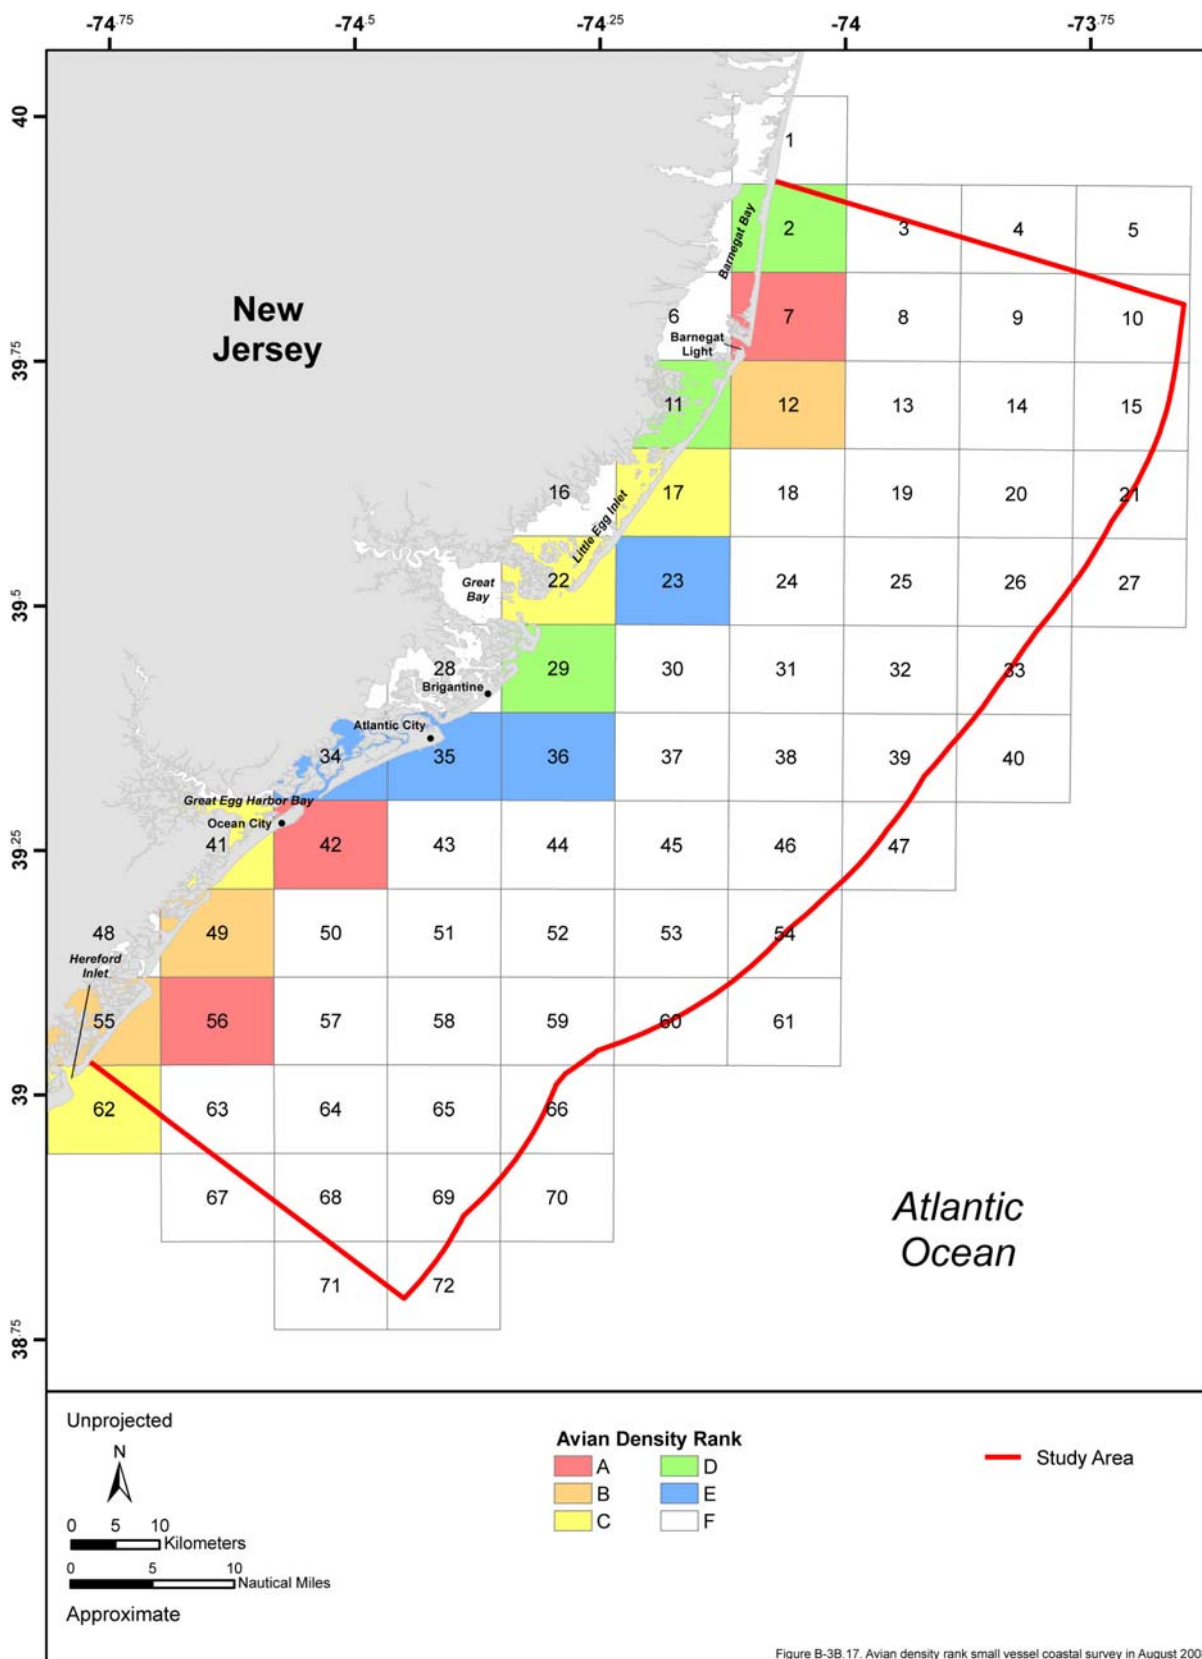 -74.75 -74.5 -74.25 -74 -73.75
40
1
2 3 4 5
Barnegat Bay
New
Jersey
6 7 8 9 10
Barnegat
Light
39.75
11 12 13 14 15
16 17 18 19 20 21
Little Egg Inlet
Great
Bay
22 23 24 25 26 27
39.5
28 29 30 31 32 33
Brigantine
Atlantic City
34 35 36 37 38 39 40
Great Egg Harbor Bay
Ocean City
41 42 43 44 45 46 47
39.25
48 49 50 51 52 53 54
Hereford
Inlet
55 56 57 58 59 60 61
39
62 63 64 65 66
67 68 69 70
Atlantic
Ocean
71 72
38.75
Unprojected
N
0 5 10
Kilometers
0 5 10
Nautical Miles
Approximate
Avian Density Rank
A D
B E
C F
Study Area
Figure B-3B.17. Avian density rank small vessel coastal survey in August 200